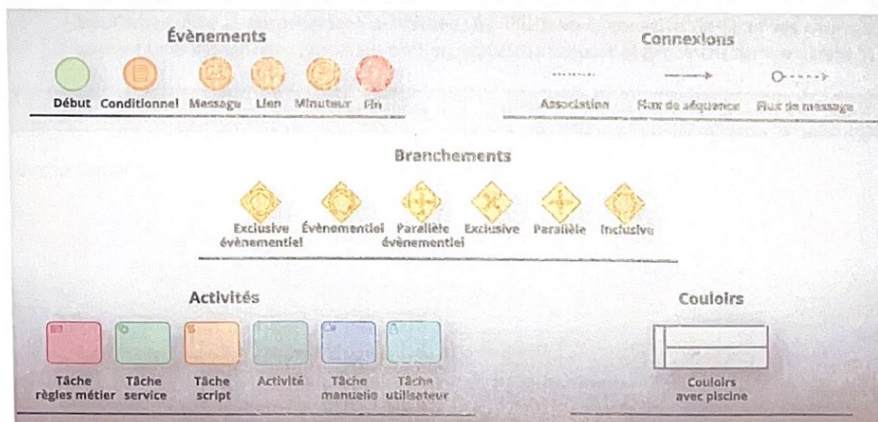 Évènements
Début Conditionnel Message Lien Minuteur Fin
Connexions
Association Flux de séquence Flux de message
Branchements
Exclusive évènementiel
Évènementiel
Parallèle évènementiel
Exclusive
Parallèle
Inclusive
Activités
Tâche règles métier
Tâche service
Tâche script
Activité
Tâche manuelle
Tâche utilisateur
Couloirs
Couloirs
avec piscine